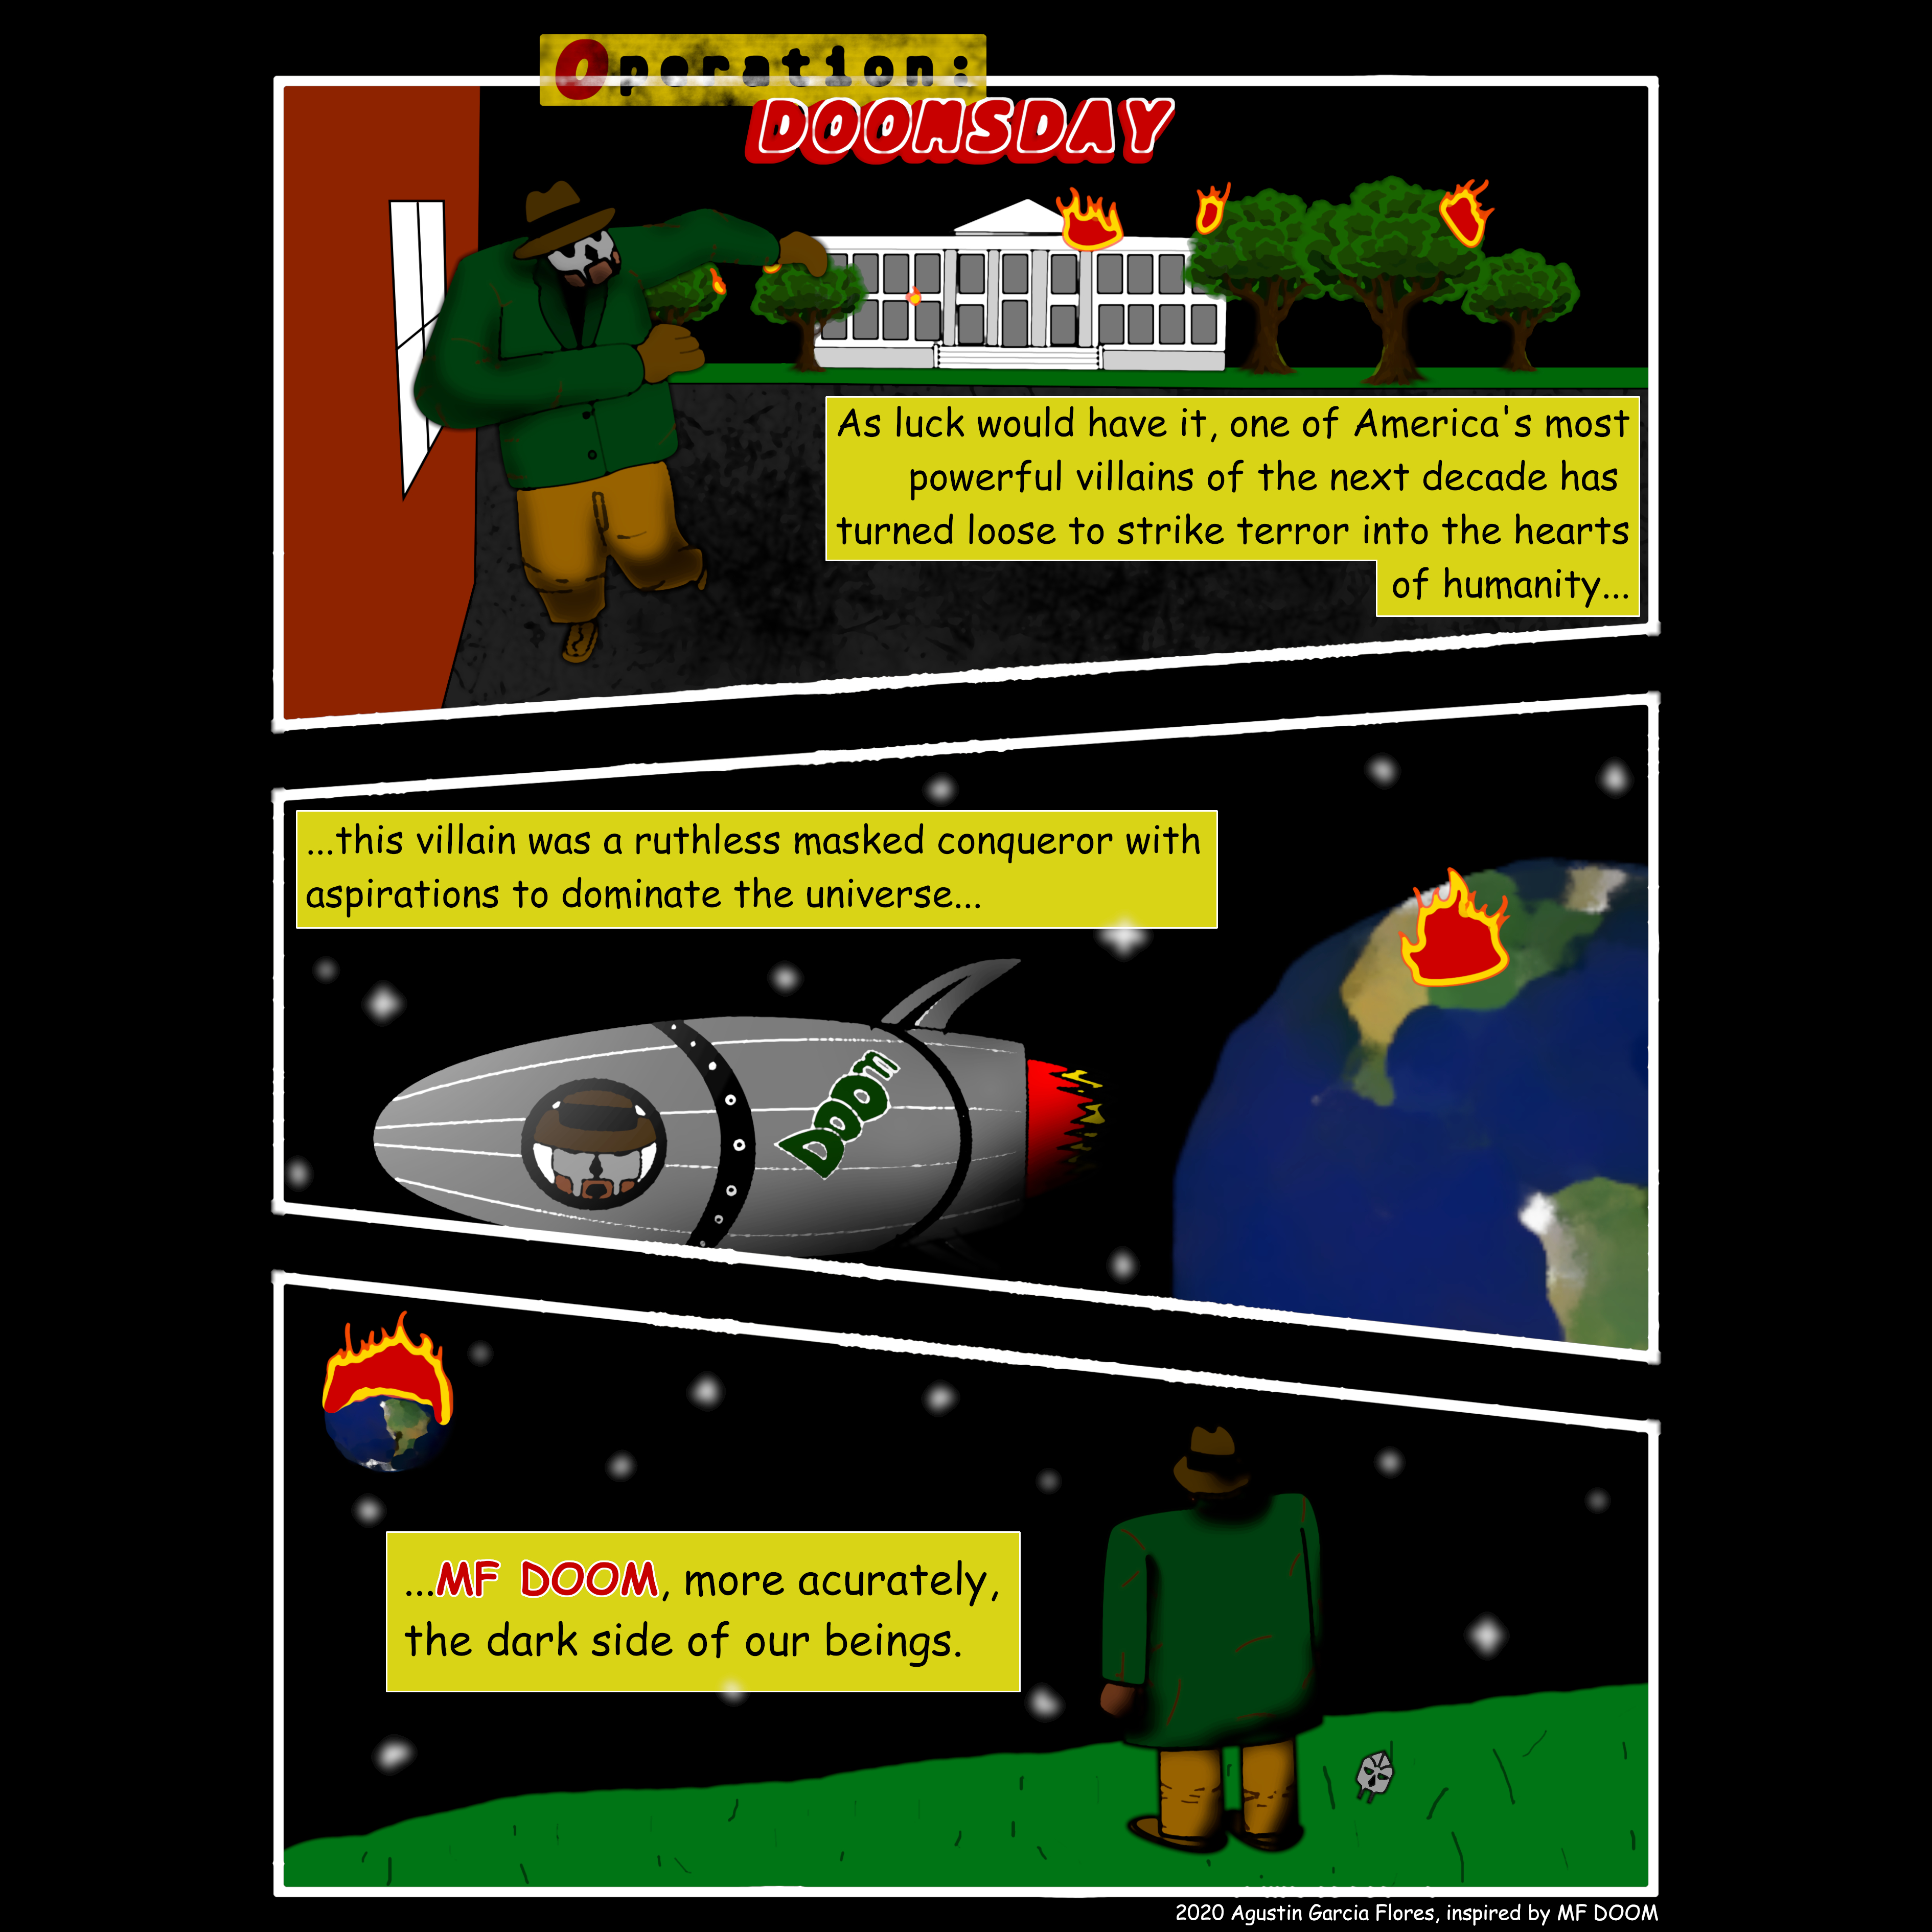 Operation:
DOOMSDAY
As luck would have it, one of America's most
powerful villains of the next decade has
turned loose to strike terror into the hearts
of humanity...
...this villain was a ruthless masked conqueror with
aspirations to dominate the universe...
DOOM
...MF DOOM, more acurately,
the dark side of our beings.
2020 Agustin Garcia Flores, inspired by MF DOOM